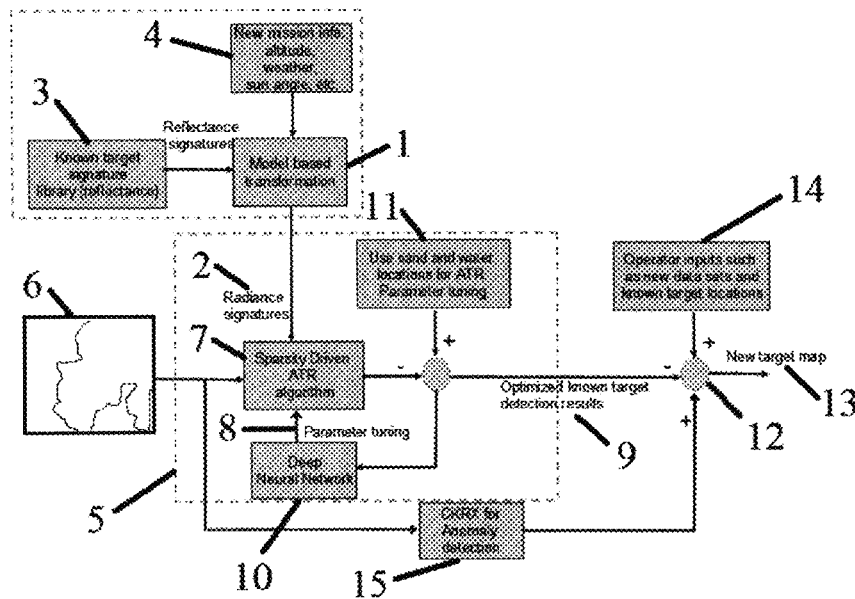 4
New mission info,
altitude,
weather,
sun angle, etc
3
Reflectance
signatures
Known target
signature
library (reflectance)
Model based
transformation
1
11
14
2
Radiance
signatures
Use sand and water
locations for ATR
Parameter tuning
Operator inputs such
as new data sets and
known target locations
6
7
Sparsity Driven
ATR
algorithm
-
+
+
-
New target map
Optimized known target
detection results
13
8
Parameter tuning
12
+
9
Deep
Neural Network
5
10
CKRX for
Anomaly
detection
15